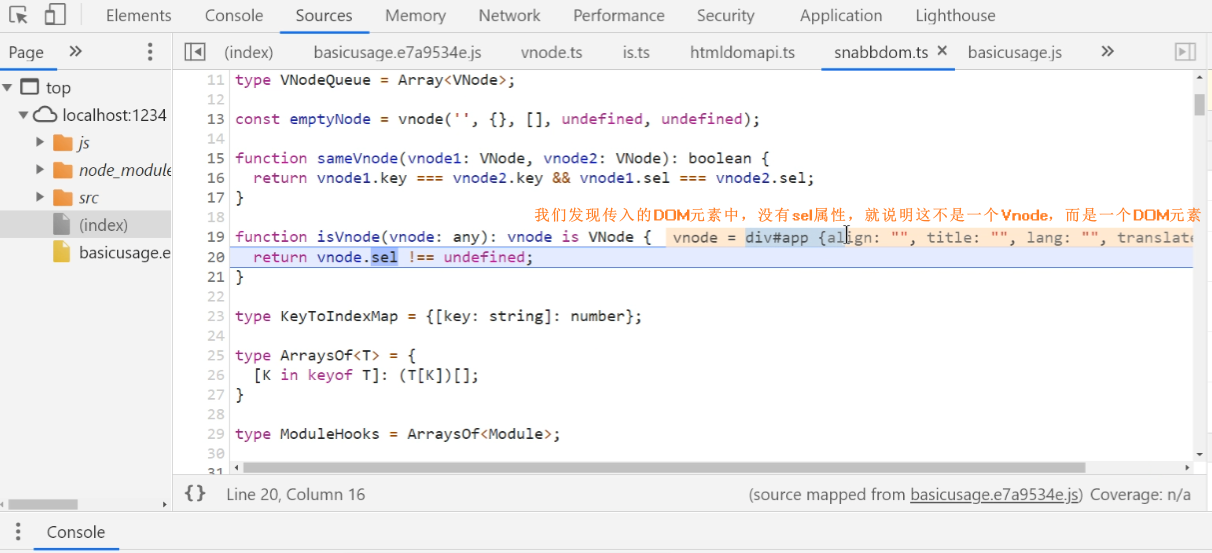 Elements Console Sources Memory Network Performance Security Application Lighthouse
Page (index) basicusage.e7a9534e.js vnode.ts is.ts htmldomapi.ts snabbdom.ts basicusage.js
top
localhost:1234
js
node_module
src
(index)
basicusage.e
11 type VNodeQueue = Array<VNode>;
12
13 const emptyNode = vnode('', {}, [], undefined, undefined);
14
15 function sameVnode(vnode1: VNode, vnode2: VNode): boolean {
16 return vnode1.key === vnode2.key && vnode1.sel === vnode2.sel;
17 }
18
我们发现传入的DOM元素中，没有sel属性，就说明这不是一个Vnode，而是一个DOM元素
19 function isVnode(vnode: any): vnode is VNode { vnode = div#app {align: "", title: "", lang: "", translate
20 return vnode.sel !== undefined;
21 }
22
23 type KeyToIndexMap = {[key: string]: number};
24
25 type ArraysOf<T> = {
26 [K in keyof T]: (T[K])[];
27 }
28
29 type ModuleHooks = ArraysOf<Module>;
30
31
{} Line 20, Column 16 (source mapped from basicusage.e7a9534e.js) Coverage: n/a
Console